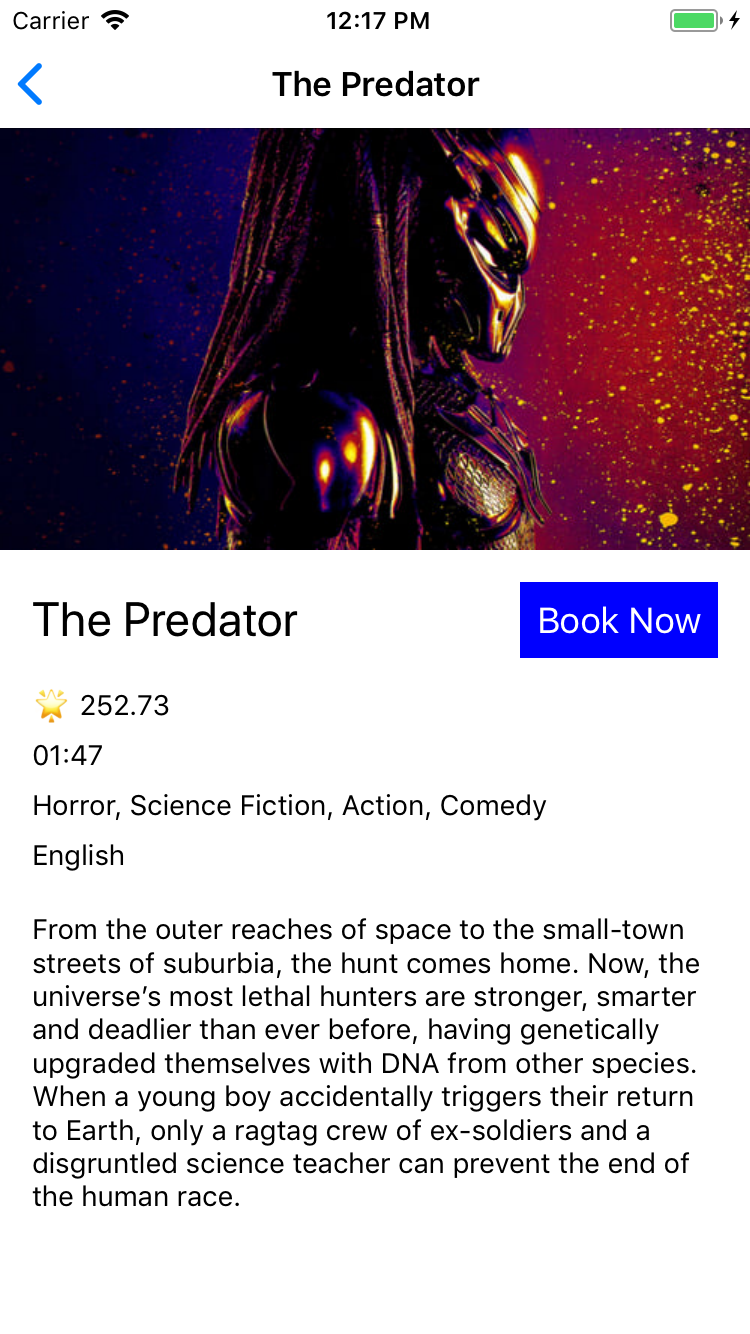 Carrier 12:17 PM
The Predator
The Predator
Book Now
🌟 252.73
01:47
Horror, Science Fiction, Action, Comedy
English
From the outer reaches of space to the small-town
streets of suburbia, the hunt comes home. Now, the
universe’s most lethal hunters are stronger, smarter
and deadlier than ever before, having genetically
upgraded themselves with DNA from other species.
When a young boy accidentally triggers their return
to Earth, only a ragtag crew of ex-soldiers and a
disgruntled science teacher can prevent the end of
the human race.